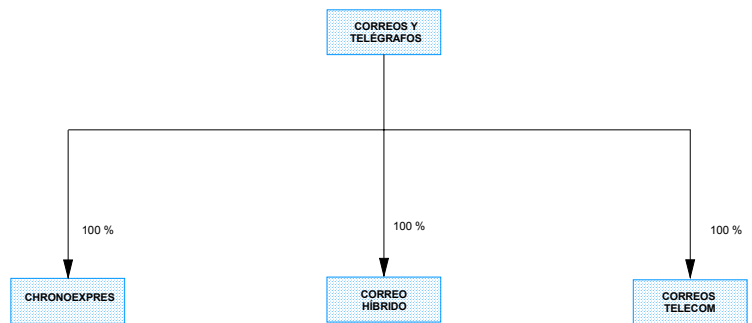 CORREOS Y
TELÉGRAFOS
100 %
100 %
100 %
CHRONOEXPRES
CORREO
HÍBRIDO
CORREOS
TELECOM